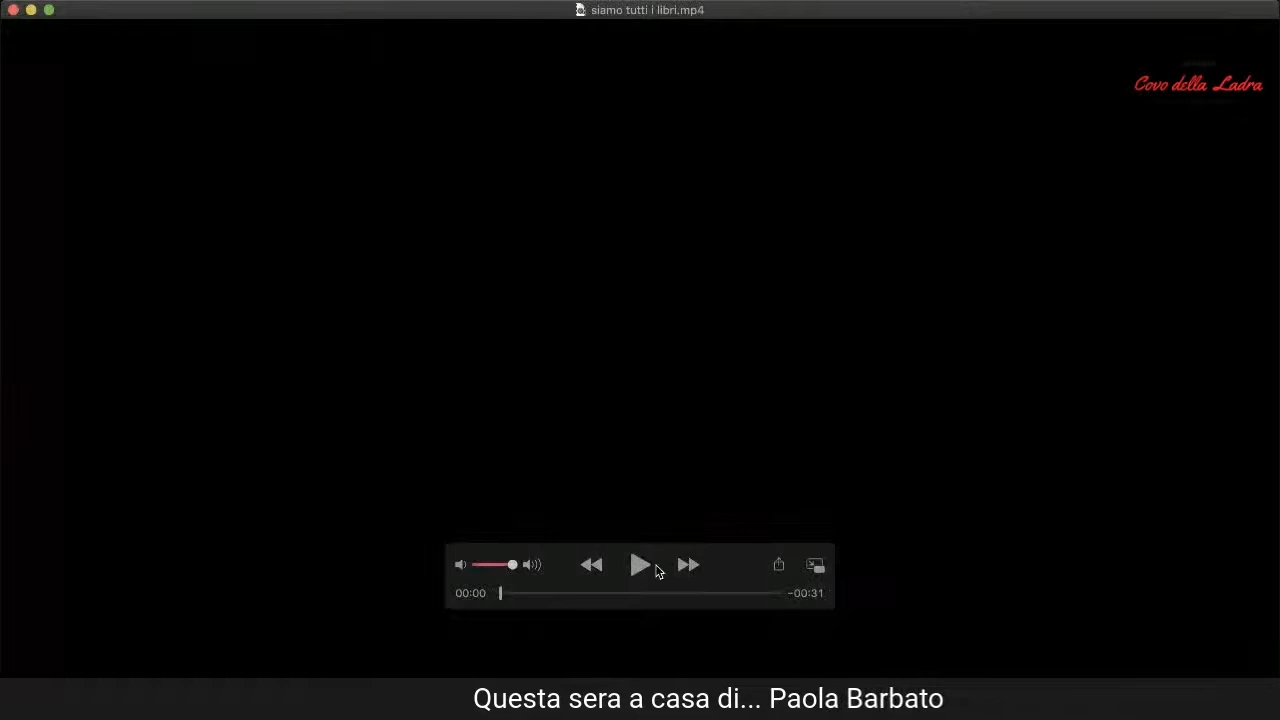 siamo tutti i libri.mp4
Covo della Ladra
00:00
-00:31
Questa sera a casa di... Paola Barbato